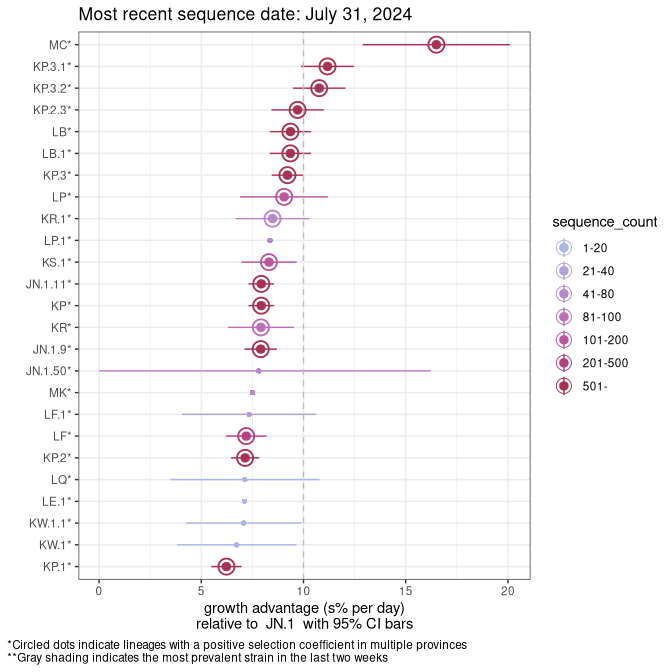 Most recent sequence date: July 31, 2024
MC*
KP.3.1*
KP.3.2*
KP.2.3*
LB*
LB.1*
KP.3*
LP*
KR.1*
LP.1*
KS.1*
JN.1.11*
KP*
KR*
JN.1.9*
JN.1.50*
MK*
LF.1*
LF*
KP.2*
LQ*
LE.1*
KW.1.1*
KW.1*
KP.1*
0 5 10 15 20
growth advantage (s% per day)
relative to JN.1 with 95% CI bars
sequence_count
1-20
21-40
41-80
81-100
101-200
201-500
501-
*Circled dots indicate lineages with a positive selection coefficient in multiple provinces
**Gray shading indicates the most prevalent strain in the last two weeks